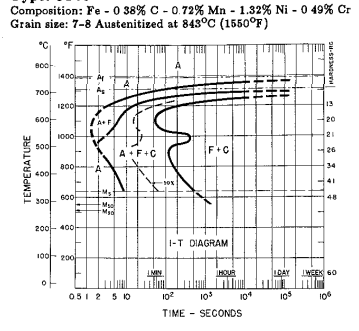 Composition: Fe - 0 38% C - 0.72% Mn - 1.32% Ni - 0 49% Cr
Grain size: 7-8 Austenitized at 843°C (1550°F)
°C °F
800
1400
700
1200
600
1000
500
800
400
300 600
200 400
100
200
0
A
Af
As
A
A+F
A
A + F + C
F + C
50%
Ms
M50
M90
I-T DIAGRAM
HARDNESS-RC
13
20
21
26
34
41
48
60
1 MIN 1 HOUR 1 DAY 1 WEEK
0.5 1 2 5 10 10² 10³ 10⁴ 10⁵ 10⁶
TEMPERATURE
TIME - SECONDS